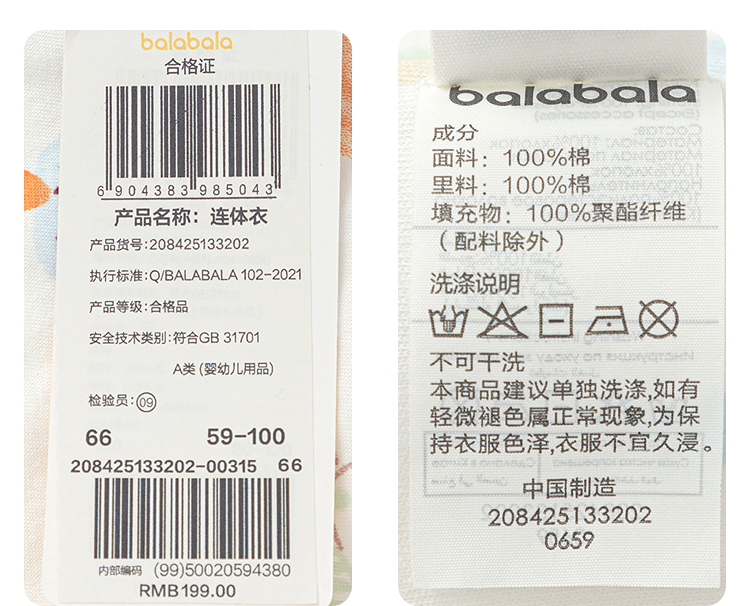 balabala
合格证
6 904383 985043
产品名称：连体衣
产品货号:208425133202
执行标准:Q/BALABALA 102-2021
产品等级:合格品
安全技术类别:符合GB 31701
A类 (婴幼儿用品)
检验员:09
66 59-100
208425133202-00315 66
内部编码 (99)50020594380
RMB199.00
balabala
成分
面料：100%棉
里料：100%棉
填充物：100%聚酯纤维
（配料除外）
洗涤说明
不可干洗
本商品建议单独洗涤,如有
轻微褪色属正常现象,为保
持衣服色泽,衣服不宜久浸。
中国制造
208425133202
0659